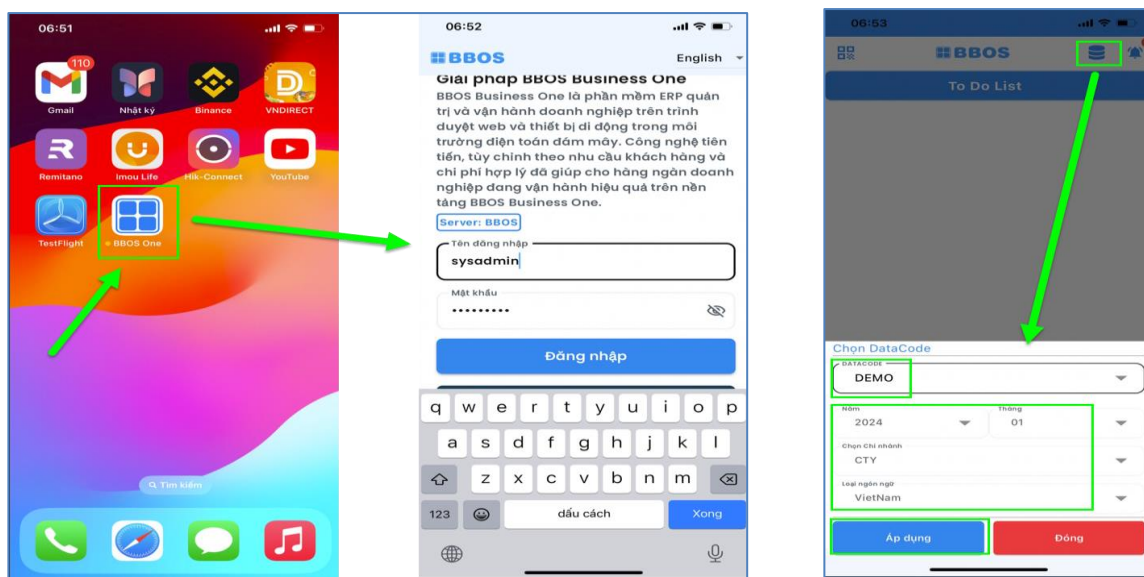 06:51
110
Gmail
Nhật ký
Binance
VNDIRECT
Remitano
Imou Life
Hik-Connect
YouTube
TestFlight
BBOS One
Tìm kiếm
06:52
BBOS
English
Giải pháp BBOS Business One
BBOS Business One là phần mềm ERP quản
trị và vận hành doanh nghiệp trên trình
duyệt web và thiết bị di động trong môi
trường điện toán đám mây. Công nghệ tiên
tiến, tùy chỉnh theo nhu cầu khách hàng và
chi phí hợp lý đã giúp cho hàng ngàn doanh
nghiệp đang vận hành hiệu quả trên nền
tảng BBOS Business One.
Server: BBOS
Tên đăng nhập
sysadmin
Mật khẩu
•••••••••
Đăng nhập
q w e r t y u i o p
a s d f g h j k l
z x c v b n m
123 dấu cách Xong
06:53
BBOS
To Do List
Chọn DataCode
DATACODE
DEMO
Năm Tháng
2024 01
Chọn Chi nhánh
CTY
Loại ngôn ngữ
VietNam
Áp dụng Đóng